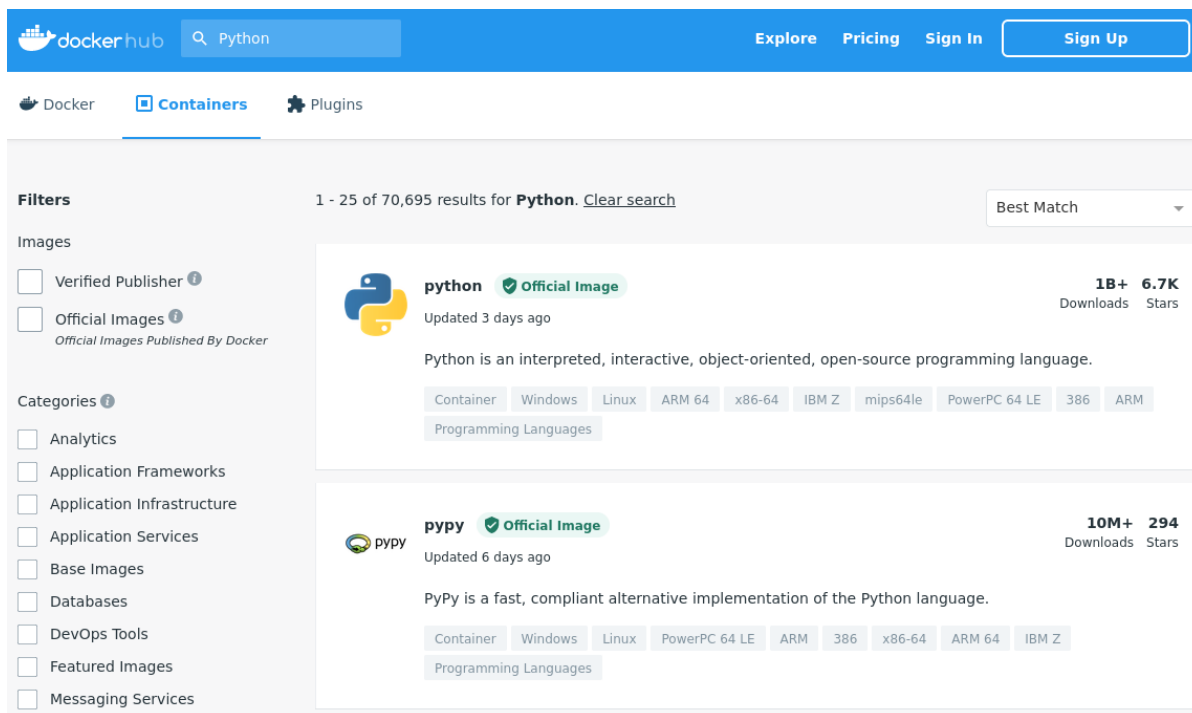 dockerhub Python Explore Pricing Sign In Sign Up
Docker Containers Plugins
Filters
Images
Verified Publisher
Official Images
Official Images Published By Docker
Categories
Analytics
Application Frameworks
Application Infrastructure
Application Services
Base Images
Databases
DevOps Tools
Featured Images
Messaging Services
1 - 25 of 70,695 results for Python. Clear search
Best Match
python Official Image 1B+ 6.7K
Updated 3 days ago Downloads Stars
Python is an interpreted, interactive, object-oriented, open-source programming language.
Container Windows Linux ARM 64 x86-64 IBM Z mips64le PowerPC 64 LE 386 ARM
Programming Languages
pypy
pypy Official Image 10M+ 294
Updated 6 days ago Downloads Stars
PyPy is a fast, compliant alternative implementation of the Python language.
Container Windows Linux PowerPC 64 LE ARM 386 x86-64 ARM 64 IBM Z
Programming Languages